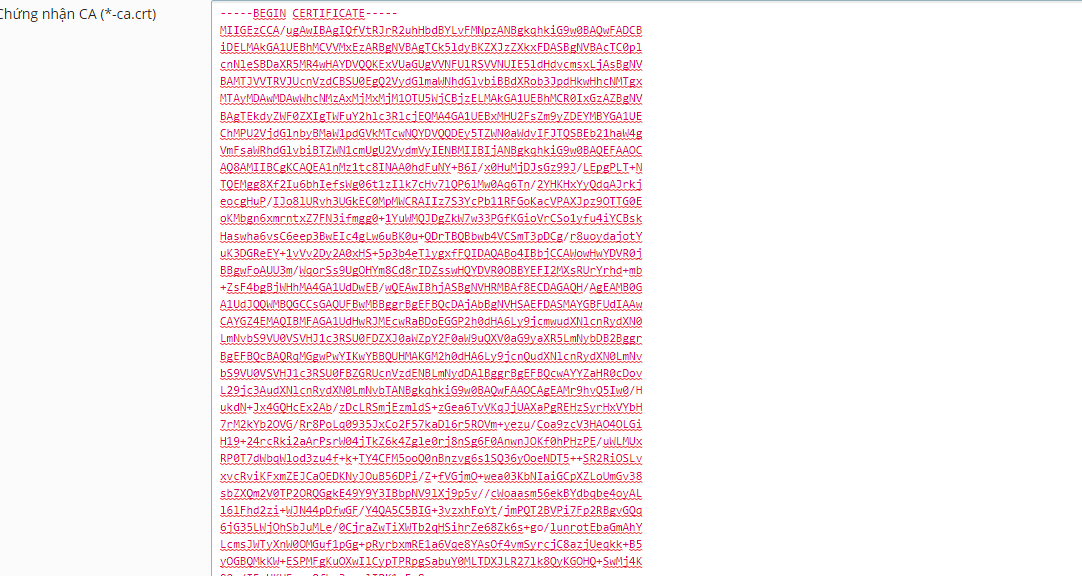 Chứng nhận CA (*-ca.crt)
-----BEGIN CERTIFICATE-----
MIIGEzCCA/ugAwIBAgIQfVtRJrR2uhHbdBYLvFMNpzANBgkqhkiG9w0BAQwFADCB
iDELMAkGA1UEBhMCVVMxEzARBgNVBAgTCk5ldyBKZXJzZXkxFDASBgNVBAcTC0pl
cnNleSBDaXR5MR4wHAYDVQQKExVUaGUgVVNFUlRSVVNUIE5ldHdvcmsxLjAsBgNV
BAMTJVVTRVJUcnVzdCBSU0EgQ2VydGlmaWNhdGlvbiBBdXRob3JpdHkwHhcNMTgx
MTAyMDAwMDAwWhcNMzAxMjMxMjM1OTU5WjCBjzELMAkGA1UEBhMCR0IxGzAZBgNV
BAgTEkdyZWF0ZXIgTWFuY2hlc3RlcjEQMA4GA1UEBxMHU2FsZm9yZDEYMBYGA1UE
ChMPU2VjdGlnbyBMaW1pdGVkMTcwNQYDVQQDEy5TZWN0aWdvIFJTQSBEb21haW4g
VmFsaWRhdGlvbiBTZWN1cmUgU2VydmVyIENBMIIBIjANBgkqhkiG9w0BAQEFAAOC
AQ8AMIIBCgKCAQEA1nMz1tc8INAA0hdFuNY+B6I/x0HuMjDJsGz99J/LEpgPLT+N
TQEMgg8Xf2Iu6bhIefsWg06t1zIlk7cHv7lQP6lMw0Aq6Tn/2YHKHxYyQdqAJrkj
eocgHuP/IJo8lURvh3UGkEC0MpMWCRAIIz7S3YcPb11RFGoKacVPAXJpz9OTTG0E
oKMbgn6xmrntxZ7FN3ifmgg0+1YuWMQJDgZkW7w33PGfKGioVrCSo1yfu4iYCBsk
Haswha6vsC6eep3BwEIc4gLw6uBK0u+QDrTBQBbwb4VCSmT3pDCg/r8uoydajotY
uK3DGReEY+1vVv2Dy2A0xHS+5p3b4eTlygxfFQIDAQABo4IBbjCCAWowHwYDVR0j
BBgwFoAUU3m/WqorSs9UgOHYm8Cd8rIDZsswHQYDVR0OBBYEFI2MXsRUrYrhd+mb
+ZsF4bgBjWHhMA4GA1UdDwEB/wQEAwIBhjASBgNVHRMBAf8ECDAGAQH/AgEAMB0G
A1UdJQQWMBQGCCsGAQUFBwMBBggrBgEFBQcDAjAbBgNVHSAEFDASMAYGBFUdIAAw
CAYGZ4EMAQIBMFAGA1UdHwRJMEcwRaBDoEGGP2h0dHA6Ly9jcmwudXNlcnRydXN0
LmNvbS9VU0VSVHJ1c3RSU0FDZXJ0aWZpY2F0aW9uQXV0aG9yaXR5LmNybDB2Bggr
BgEFBQcBAQRqMGgwPwYIKwYBBQUHMAKGM2h0dHA6Ly9jcnQudXNlcnRydXN0LmNv
bS9VU0VSVHJ1c3RSU0FBZGRUcnVzdENBLmNydDAlBggrBgEFBQcwAYYZaHR0cDov
L29jc3AudXNlcnRydXN0LmNvbTANBgkqhkiG9w0BAQwFAAOCAgEAMr9hvQ5Iw0/H
ukdN+Jx4GQHcEx2Ab/zDcLRSmjEzmldS+zGea6TvVKqJjUAXaPgREHzSyrHxVYbH
7rM2kYb2OVG/Rr8PoLq0935JxCo2F57kaDl6r5ROVm+yezu/Coa9zcV3HAO4OLGi
H19+24rcRki2aArPsrW04jTkZ6k4Zgle0rj8nSg6F0AnwnJOKf0hPHzPE/uWLMUx
RP0T7dWbqWlod3zu4f+k+TY4CFM5ooQ0nBnzvg6s1SQ36yOoeNDT5++SR2RiOSLv
xvcRviKFxmZEJCaOEDKNyJOuB56DPi/Z+fVGjmO+wea03KbNIaiGCpXZLoUmGv38
sbZXQm2V0TP2ORQGgkE49Y9Y3IBbpNV9lXj9p5v//cWoaasm56ekBYdbqbe4oyAL
l6lFhd2zi+WJN44pDfwGF/Y4QA5C5BIG+3vzxhFoYt/jmPQT2BVPi7Fp2RBgvGQq
6jG35LWjOhSbJuMLe/0CjraZwTiXWTb2qHSihrZe68Zk6s+go/lunrotEbaGmAhY
LcmsJWTyXnW0OMGuf1pGg+pRyrbxmRE1a6Vqe8YAsOf4vmSyrcjC8azjUeqkk+B5
yOGBQMkKW+ESPMFgKuOXwIlCypTPRpgSabuY0MLTDXJLR27lk8QyKGOHQ+SwMj4K